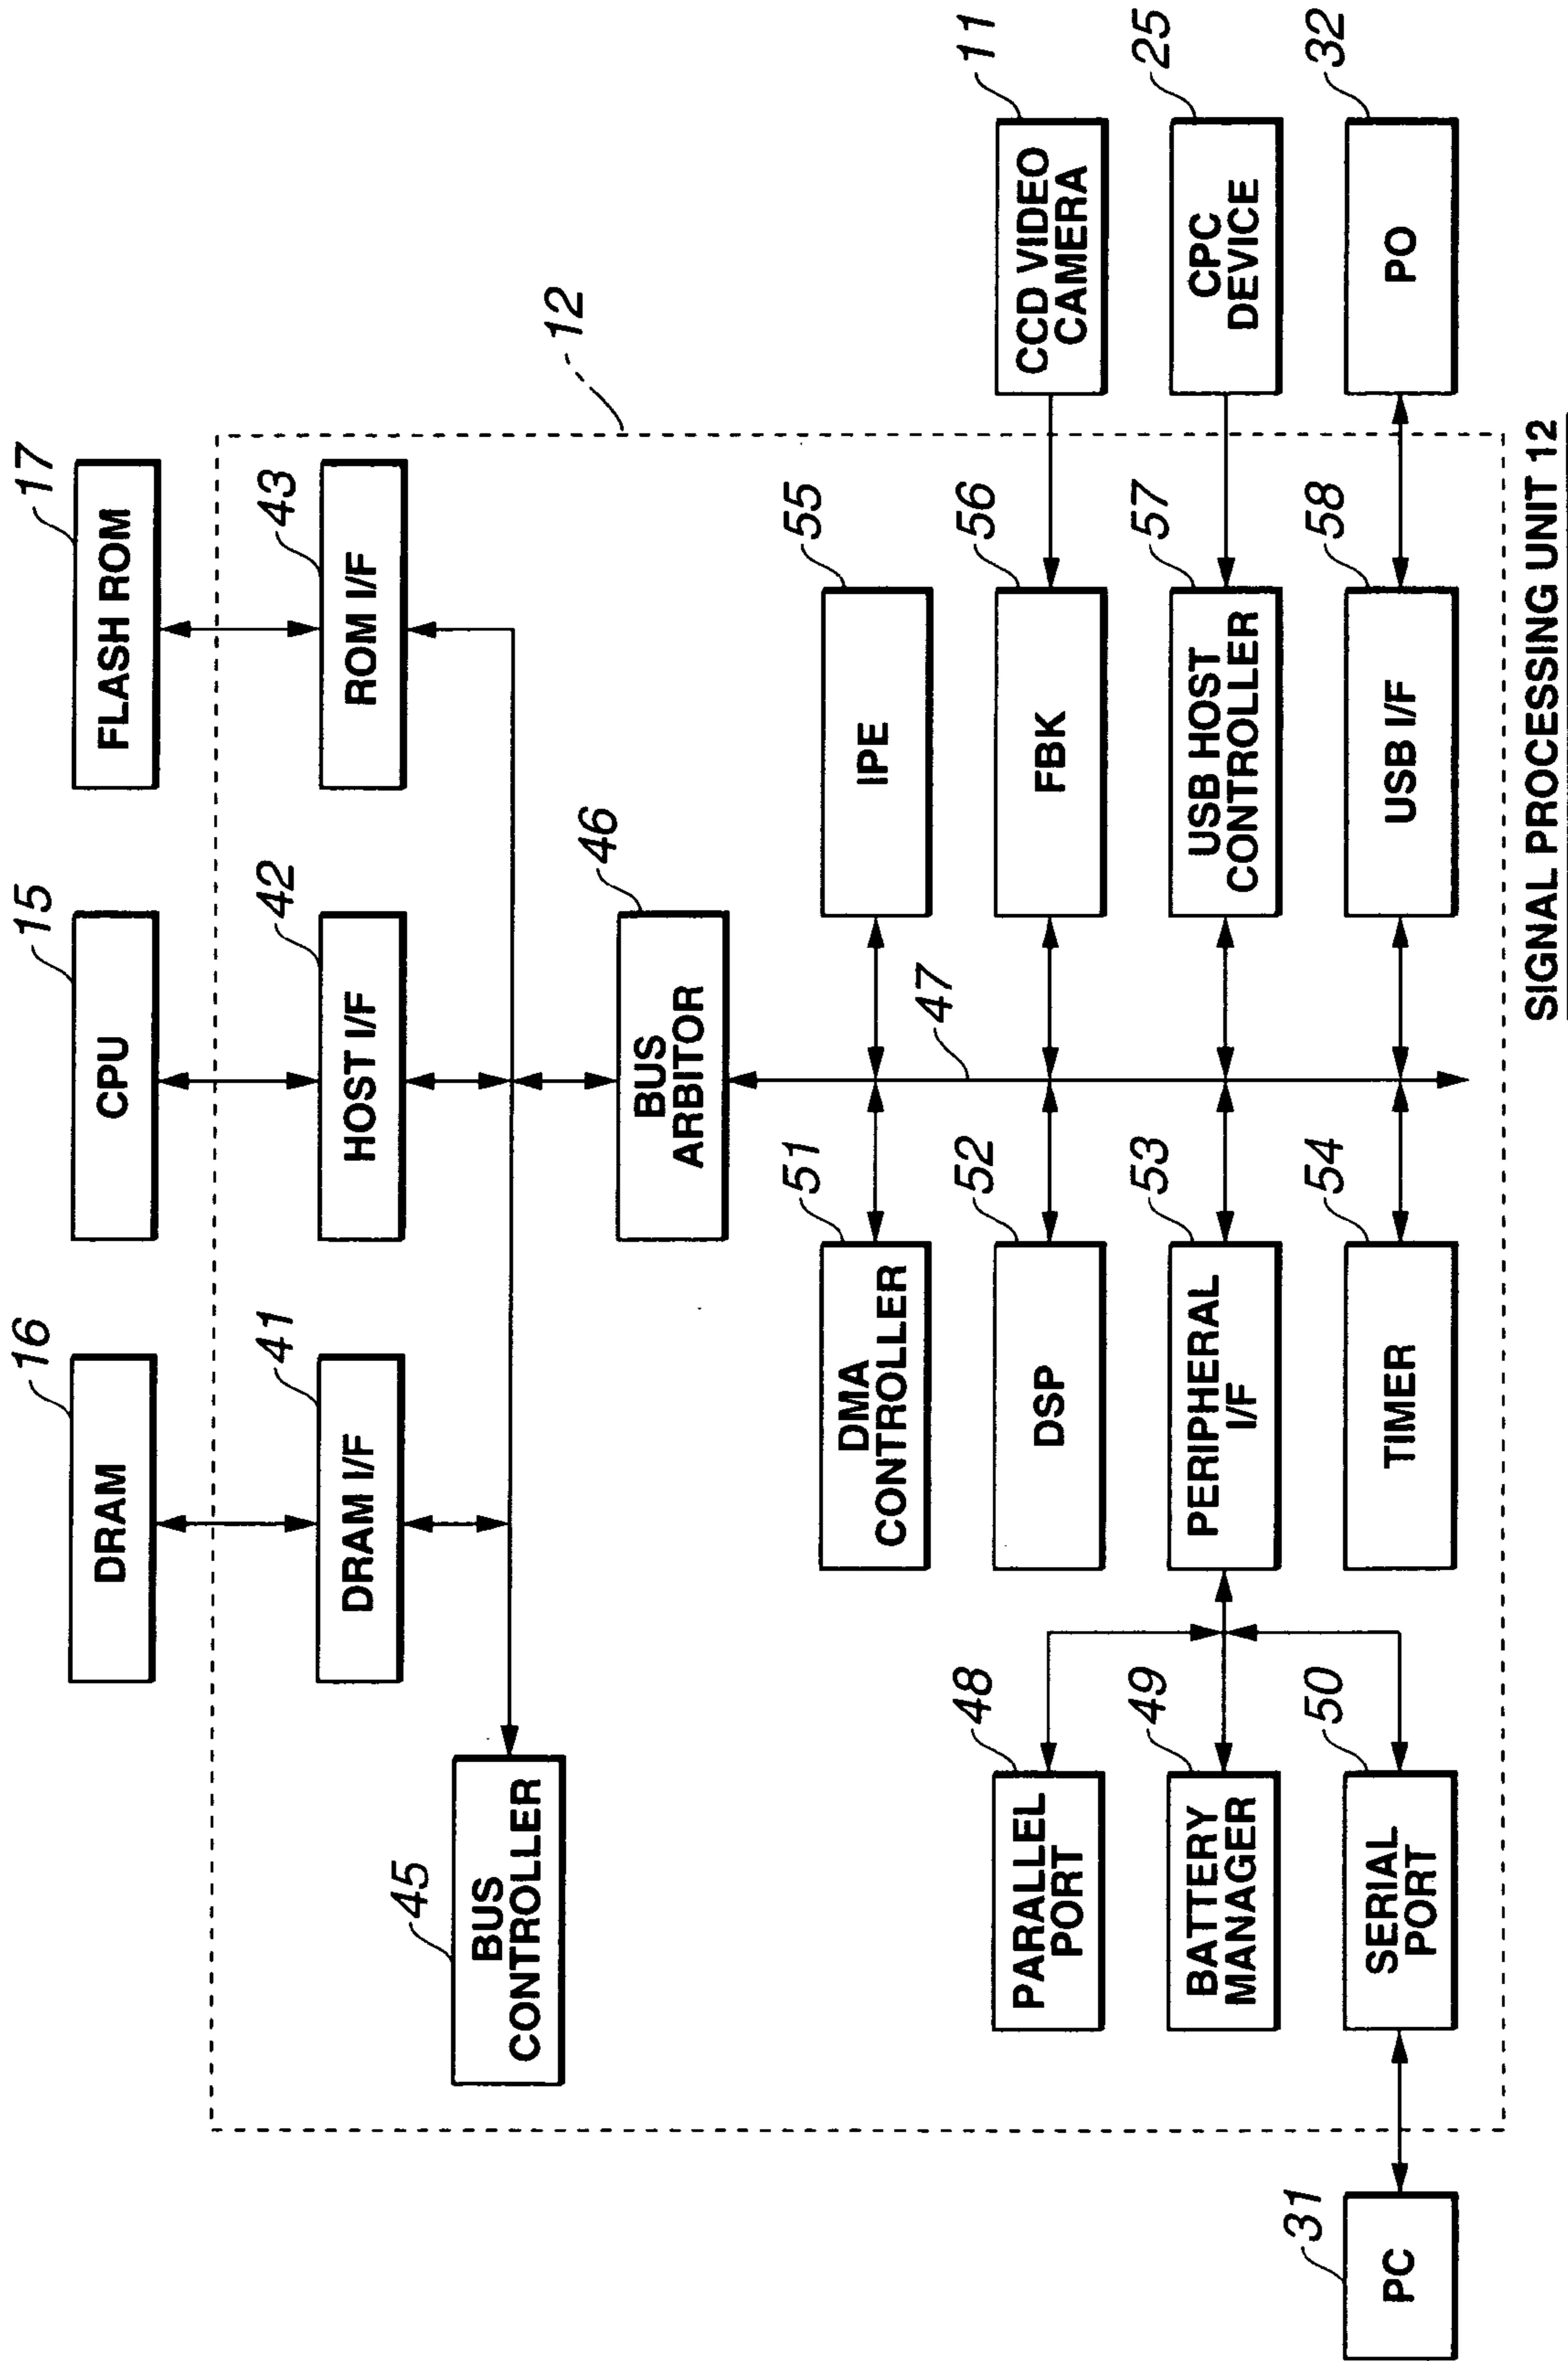 16
DRAM
15
CPU
17
FLASH ROM
12
41
DRAM I/F
42
HOST I/F
43
ROM I/F
45
BUS
CONTROLLER
46
BUS
ARBITOR
47
51
DMA
CONTROLLER
55
IPE
48
PARALLEL
PORT
52
DSP
56
FBK
11
CCD VIDEO
CAMERA
49
BATTERY
MANAGER
53
PERIPHERAL
I/F
57
USB HOST
CONTROLLER
25
CPC
DEVICE
31
PC
50
SERIAL
PORT
54
TIMER
58
USB I/F
32
PO
SIGNAL PROCESSING UNIT 12